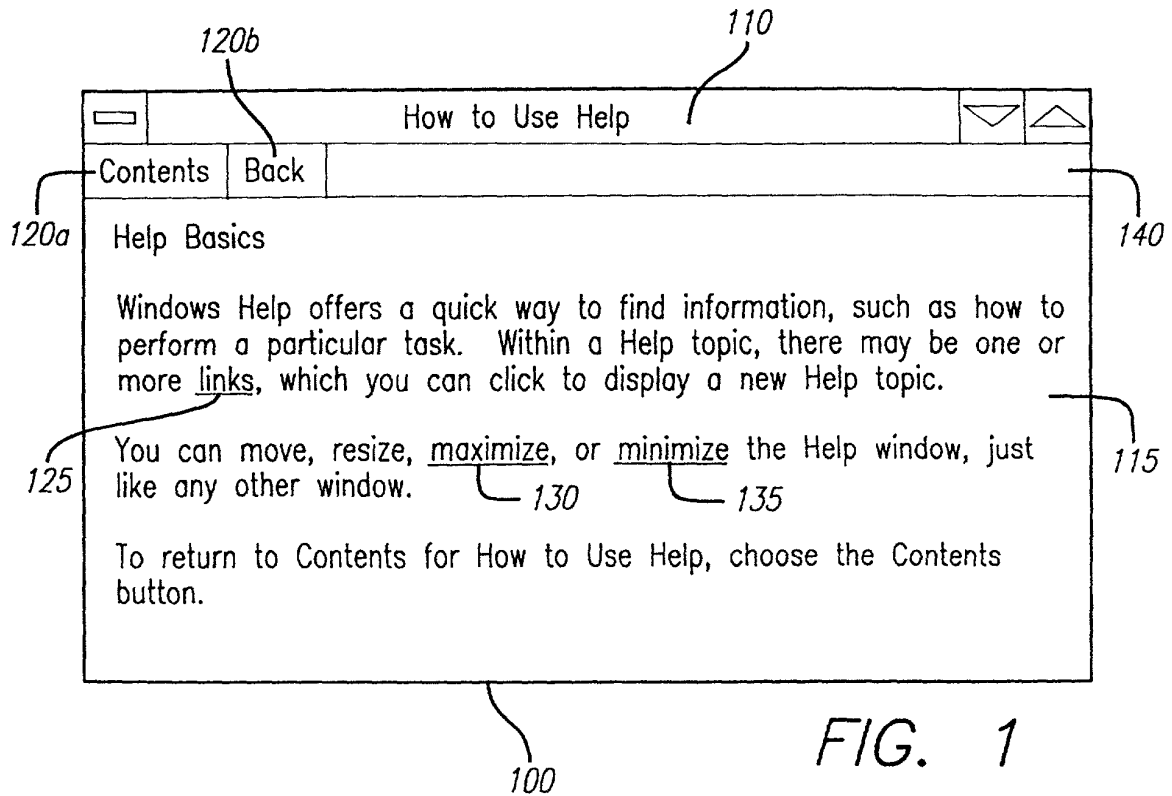 120b
110
How to Use Help
Contents Back
120a
140
Help Basics
Windows Help offers a quick way to find information, such as how to
perform a particular task. Within a Help topic, there may be one or
more links, which you can click to display a new Help topic.
You can move, resize, maximize, or minimize the Help window, just
like any other window.
125
130
135
115
To return to Contents for How to Use Help, choose the Contents
button.
100
FIG. 1